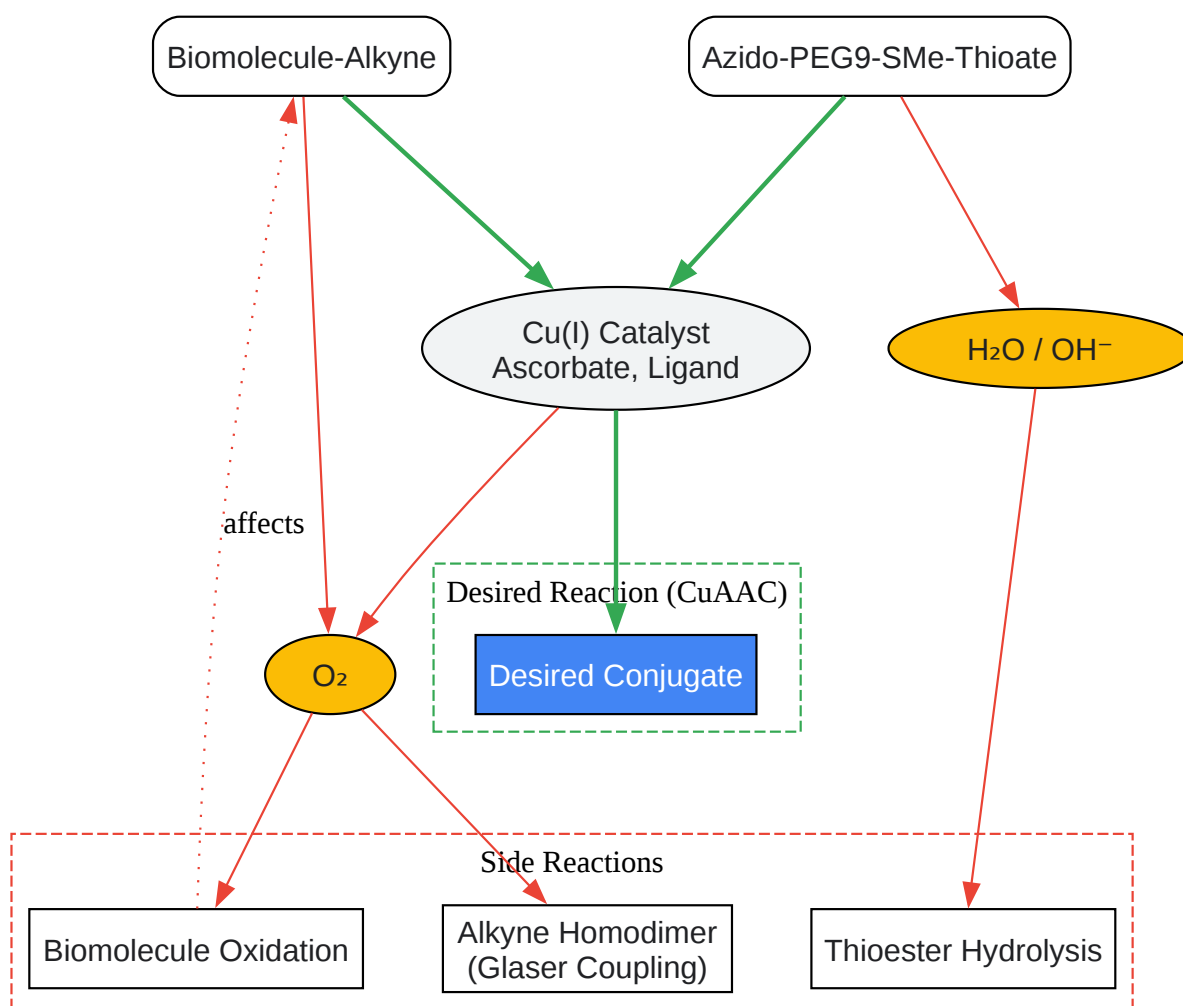 Biomolecule-Alkyne
Azido-PEG9-SMe-Thioate
Cu(I) Catalyst
Ascorbate, Ligand
H₂O / OH⁻
affects
Desired Reaction (CuAAC)
O₂
Desired Conjugate
Side Reactions
Biomolecule Oxidation
Alkyne Homodimer
(Glaser Coupling)
Thioester Hydrolysis